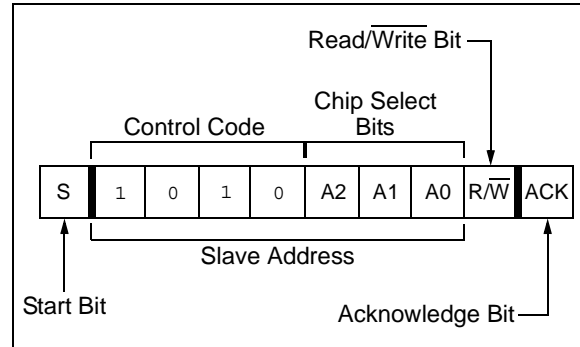 Read/Write Bit
Chip Select
Control Code Bits
S 1 0 1 0 A2 A1 A0 R/W ACK
Slave Address
Start Bit
Acknowledge Bit